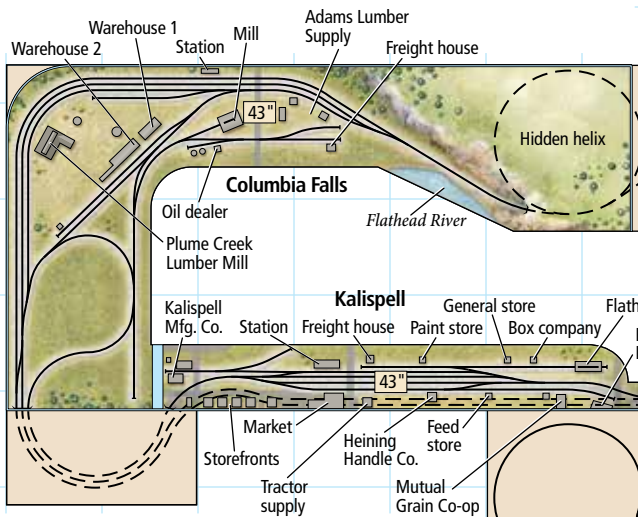 Adams Lumber
Supply
Warehouse 1
Mill
Warehouse 2
Station
Freight house
43"
Hidden helix
Columbia Falls
Oil dealer
Flathead River
Plume Creek
Lumber Mill
Kalispell
Kalispell
Mfg. Co.
Station
Freight house
Paint store
General store
Box company
Flath
43"
Market
Storefronts
Tractor
supply
Heining
Handle Co.
Feed
store
Mutual
Grain Co-op